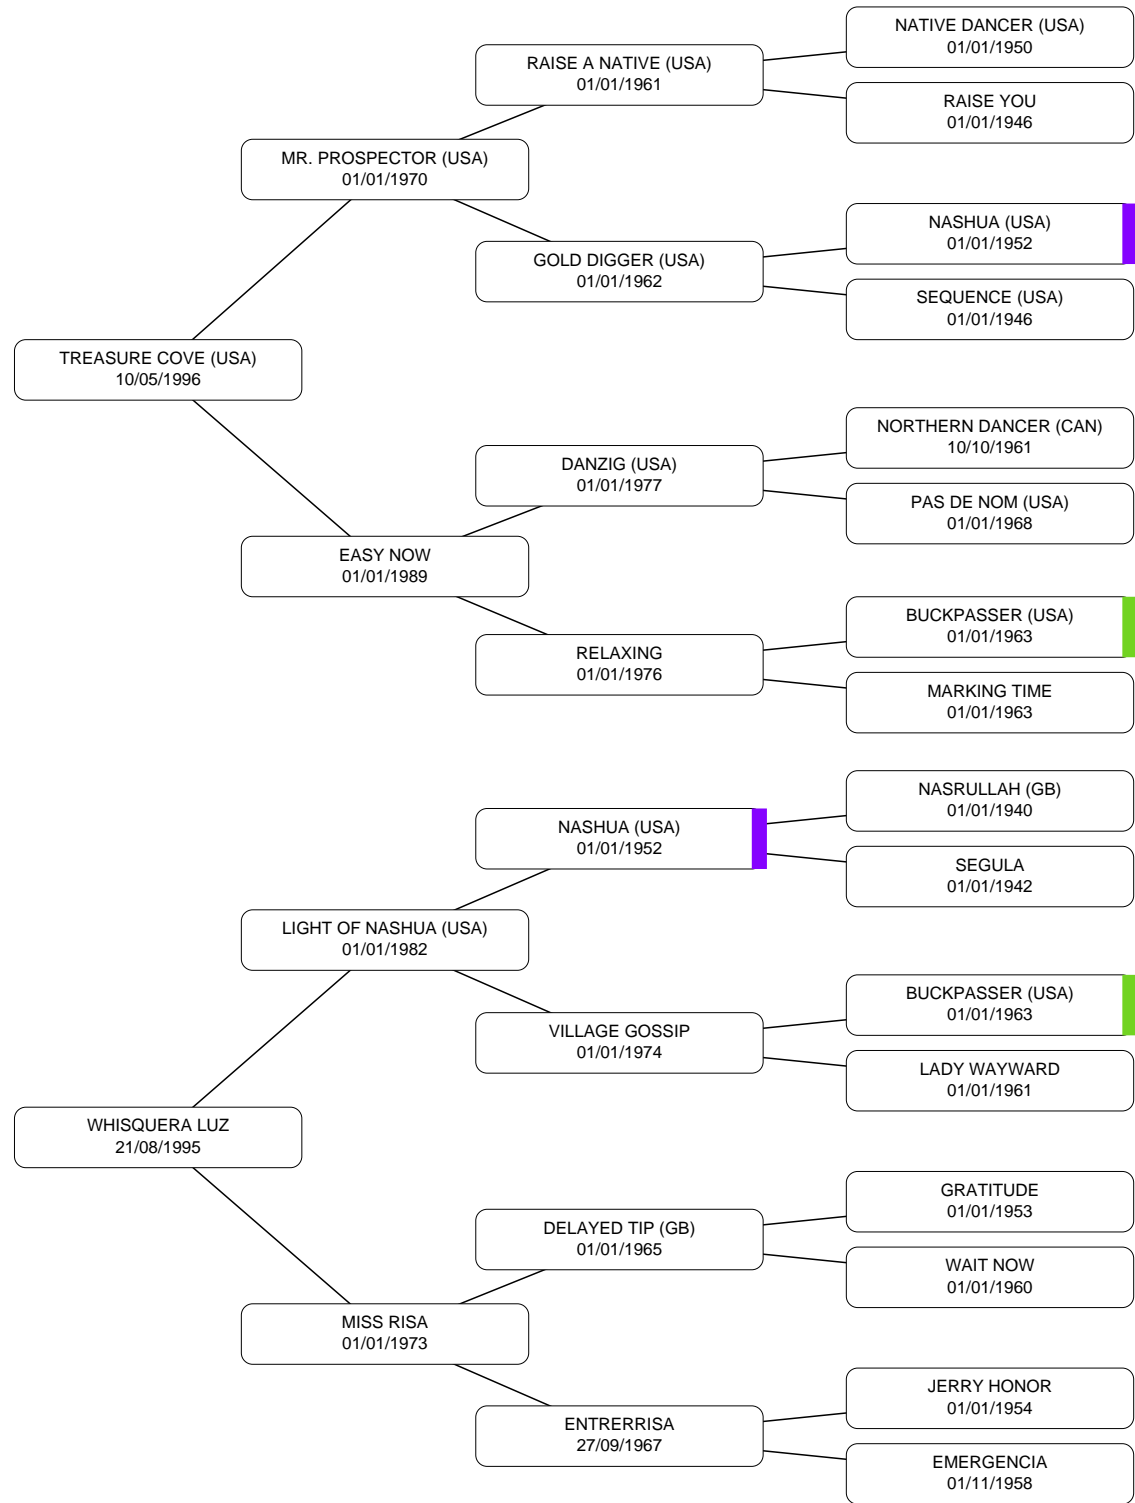 NATIVE DANCER (USA)
01/01/1950
RAISE A NATIVE (USA)
01/01/1961
RAISE YOU
01/01/1946
MR. PROSPECTOR (USA)
01/01/1970
NASHUA (USA)
01/01/1952
GOLD DIGGER (USA)
01/01/1962
SEQUENCE (USA)
01/01/1946
TREASURE COVE (USA)
10/05/1996
NORTHERN DANCER (CAN)
10/10/1961
DANZIG (USA)
01/01/1977
PAS DE NOM (USA)
01/01/1968
EASY NOW
01/01/1989
BUCKPASSER (USA)
01/01/1963
RELAXING
01/01/1976
MARKING TIME
01/01/1963
NASRULLAH (GB)
01/01/1940
NASHUA (USA)
01/01/1952
SEGULA
01/01/1942
LIGHT OF NASHUA (USA)
01/01/1982
BUCKPASSER (USA)
01/01/1963
VILLAGE GOSSIP
01/01/1974
LADY WAYWARD
01/01/1961
WHISQUERA LUZ
21/08/1995
GRATITUDE
01/01/1953
DELAYED TIP (GB)
01/01/1965
WAIT NOW
01/01/1960
MISS RISA
01/01/1973
JERRY HONOR
01/01/1954
ENTRERRISA
27/09/1967
EMERGENCIA
01/11/1958